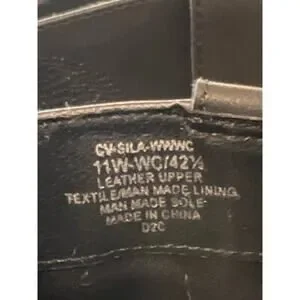 CV-SILA-WWWC
11W-WC/42½
LEATHER UPPER
TEXTILE/MAN MADE LINING
MAN MADE SOLE
MADE IN CHINA
D2C